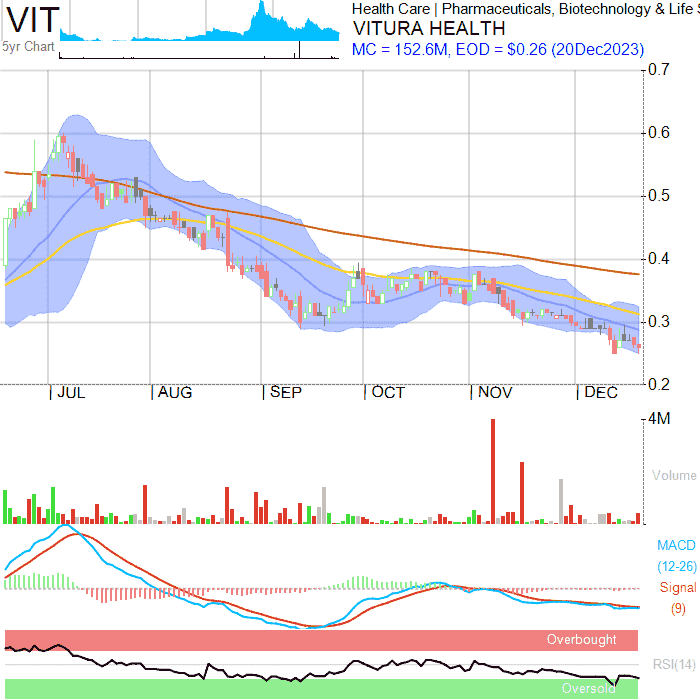 VIT
5yr Chart
Health Care | Pharmaceuticals, Biotechnology & Life S
VITURA HEALTH
MC = 152.6M, EOD = $0.26 (20Dec2023)
0.7
0.6
0.5
0.4
0.3
0.2
| JUL | AUG | SEP | OCT | NOV | DEC
4M
Volume
MACD
(12-26)
Signal
(9)
Overbought
RSI(14)
Oversold